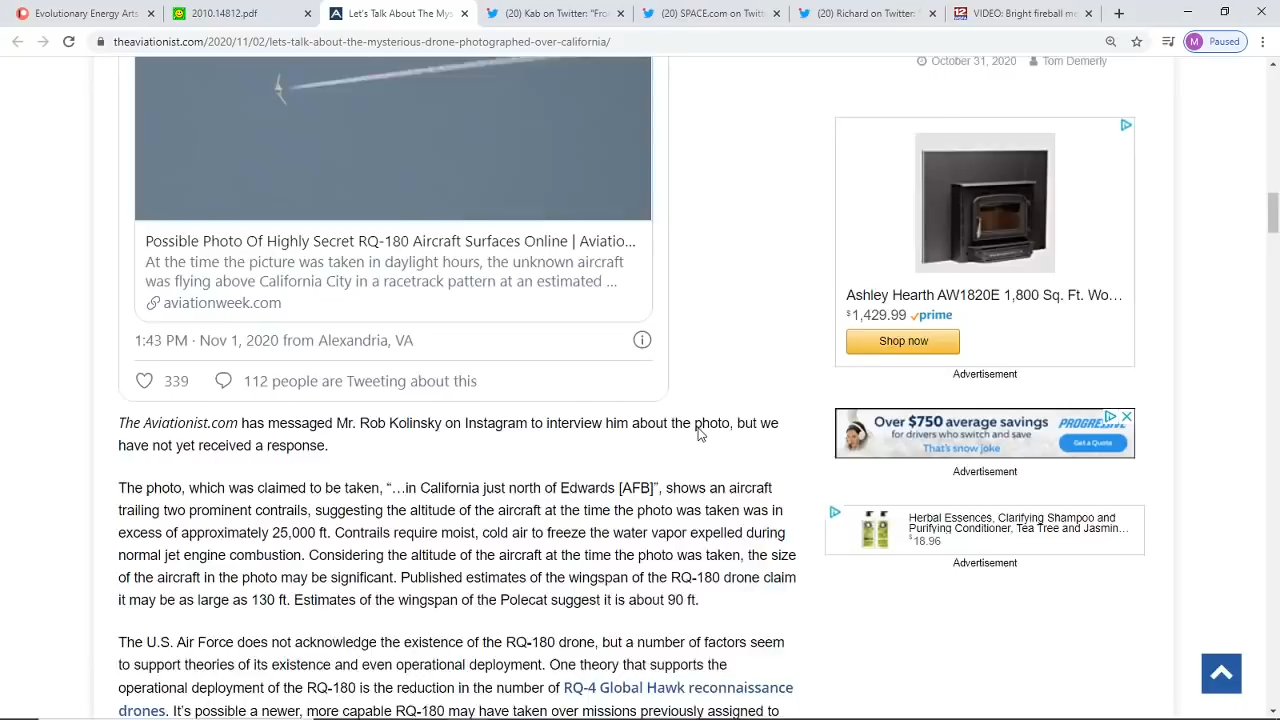 Evolutionary Energy Arts
2010.14812.pdf
Let's Talk About The Mys
(20) Kab on Twitter: "Fr
(20) SPACE.com on Twitt
(20) Richard on Twitter:
VIDEO: Bright fireball me
theaviationist.com/2020/11/02/lets-talk-about-the-mysterious-drone-photographed-over-california/
M Paused
October 31, 2020 Tom Demerly
Possible Photo Of Highly Secret RQ-180 Aircraft Surfaces Online | Aviatio...
At the time the picture was taken in daylight hours, the unknown aircraft
was flying above California City in a racetrack pattern at an estimated ...
aviationweek.com
1:43 PM · Nov 1, 2020 from Alexandria, VA
339 112 people are Tweeting about this
The Aviationist.com has messaged Mr. Rob Kolinsky on Instagram to interview him about the photo, but we
have not yet received a response.
The photo, which was claimed to be taken, “…in California just north of Edwards [AFB]”, shows an aircraft
trailing two prominent contrails, suggesting the altitude of the aircraft at the time the photo was taken was in
excess of approximately 25,000 ft. Contrails require moist, cold air to freeze the water vapor expelled during
normal jet engine combustion. Considering the altitude of the aircraft at the time the photo was taken, the size
of the aircraft in the photo may be significant. Published estimates of the wingspan of the RQ-180 drone claim
it may be as large as 130 ft. Estimates of the wingspan of the Polecat suggest it is about 90 ft.
The U.S. Air Force does not acknowledge the existence of the RQ-180 drone, but a number of factors seem
to support theories of its existence and even operational deployment. One theory that supports the
operational deployment of the RQ-180 is the reduction in the number of RQ-4 Global Hawk reconnaissance
drones. It’s possible a newer, more capable RQ-180 may have taken over missions previously assigned to
Ashley Hearth AW1820E 1,800 Sq. Ft. Wo...
$1,429.99 prime
Shop now
Advertisement
Over $750 average savings
for drivers who switch and save
That's snow joke
PROGRESSIVE
Get a Quote
Advertisement
Herbal Essences, Clarifying Shampoo and
Purifying Conditioner, Tea Tree and Jasmin...
$18.96
Advertisement